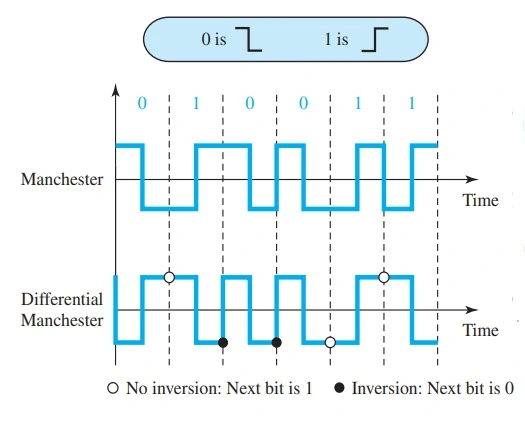 0 is 1 is
0 1 0 0 1 1
Manchester
Time
Differential
Manchester
Time
No inversion: Next bit is 1 Inversion: Next bit is 0